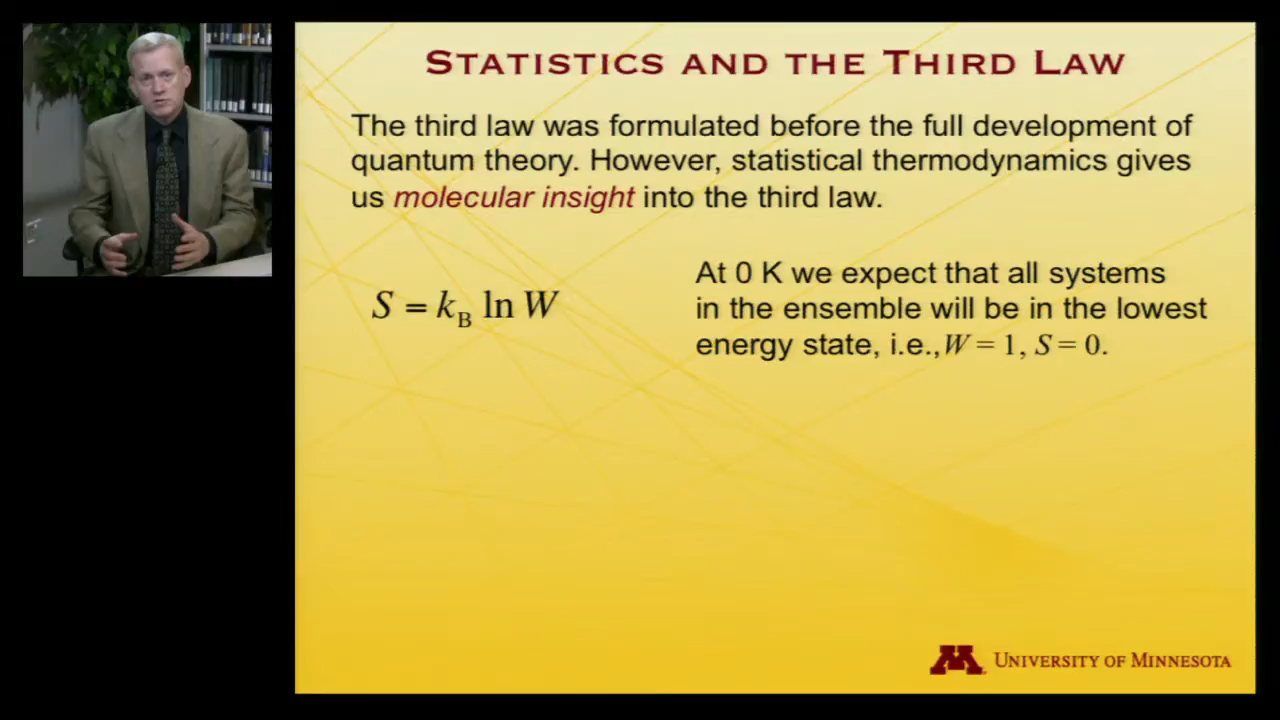 STATISTICS AND THE THIRD LAW
The third law was formulated before the full development of
quantum theory. However, statistical thermodynamics gives
us molecular insight into the third law.
S = k_B ln W
At 0 K we expect that all systems
in the ensemble will be in the lowest
energy state, i.e., W = 1, S = 0.
M UNIVERSITY OF MINNESOTA